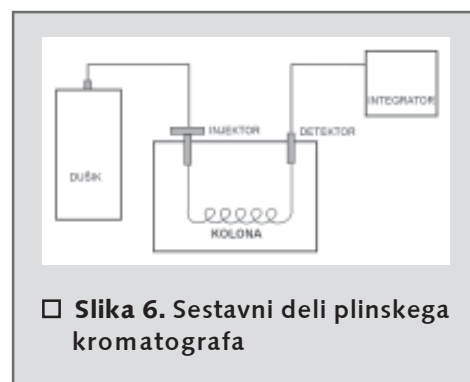 INJEKTOR
DETEKTOR
INTEGRATOR
DUŠIK
KOLONA
□ Slika 6. Sestavni deli plinskega
kromatografa